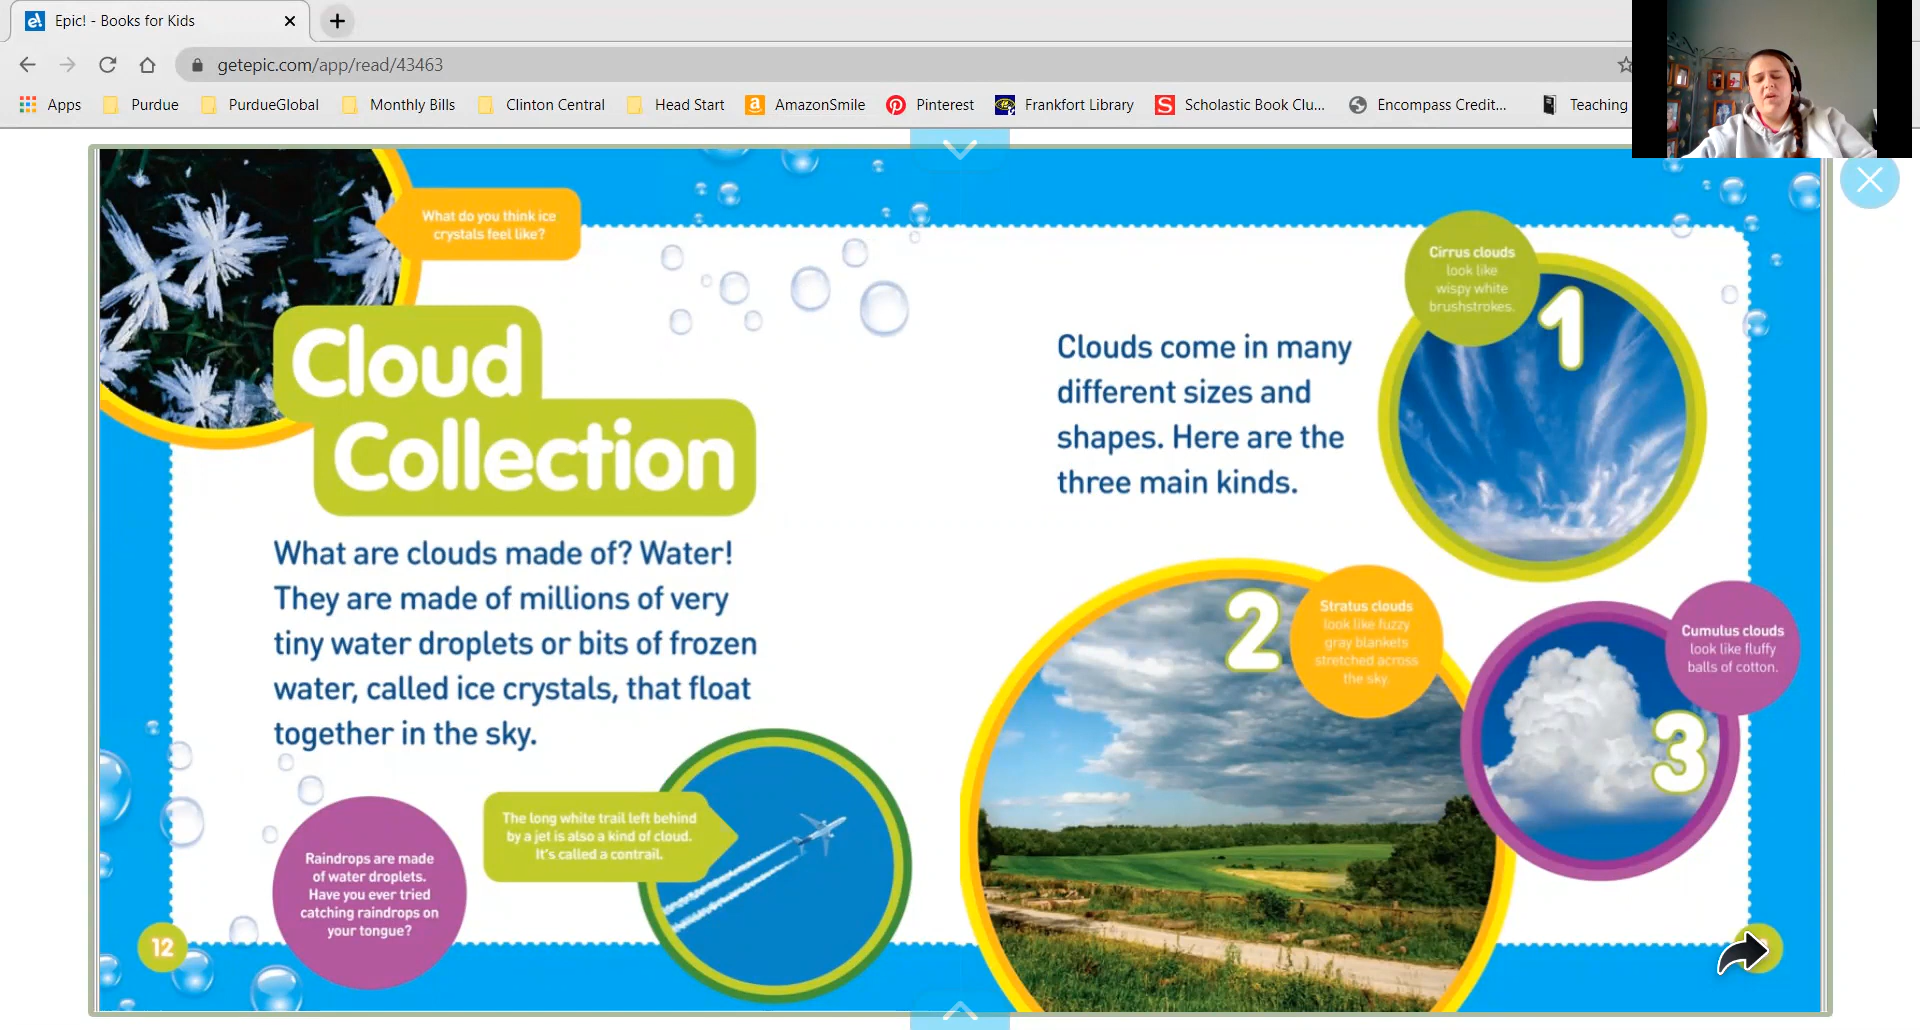 Epic! - Books for Kids
getepic.com/app/read/43463
Apps
Purdue
PurdueGlobal
Monthly Bills
Clinton Central
Head Start
AmazonSmile
Pinterest
Frankfort Library
Scholastic Book Clu...
Encompass Credit...
Teaching
What do you think ice
crystals feel like?
Cloud
Collection
What are clouds made of? Water!
They are made of millions of very
tiny water droplets or bits of frozen
water, called ice crystals, that float
together in the sky.
Raindrops are made
of water droplets.
Have you ever tried
catching raindrops on
your tongue?
The long white trail left behind
by a jet is also a kind of cloud.
It's called a contrail.
12
Clouds come in many
different sizes and
shapes. Here are the
three main kinds.
Cirrus clouds
look like
wispy white
brushstrokes.
1
2
Stratus clouds
look like fuzzy
gray blankets
stretched across
the sky.
Cumulus clouds
look like fluffy
balls of cotton.
3